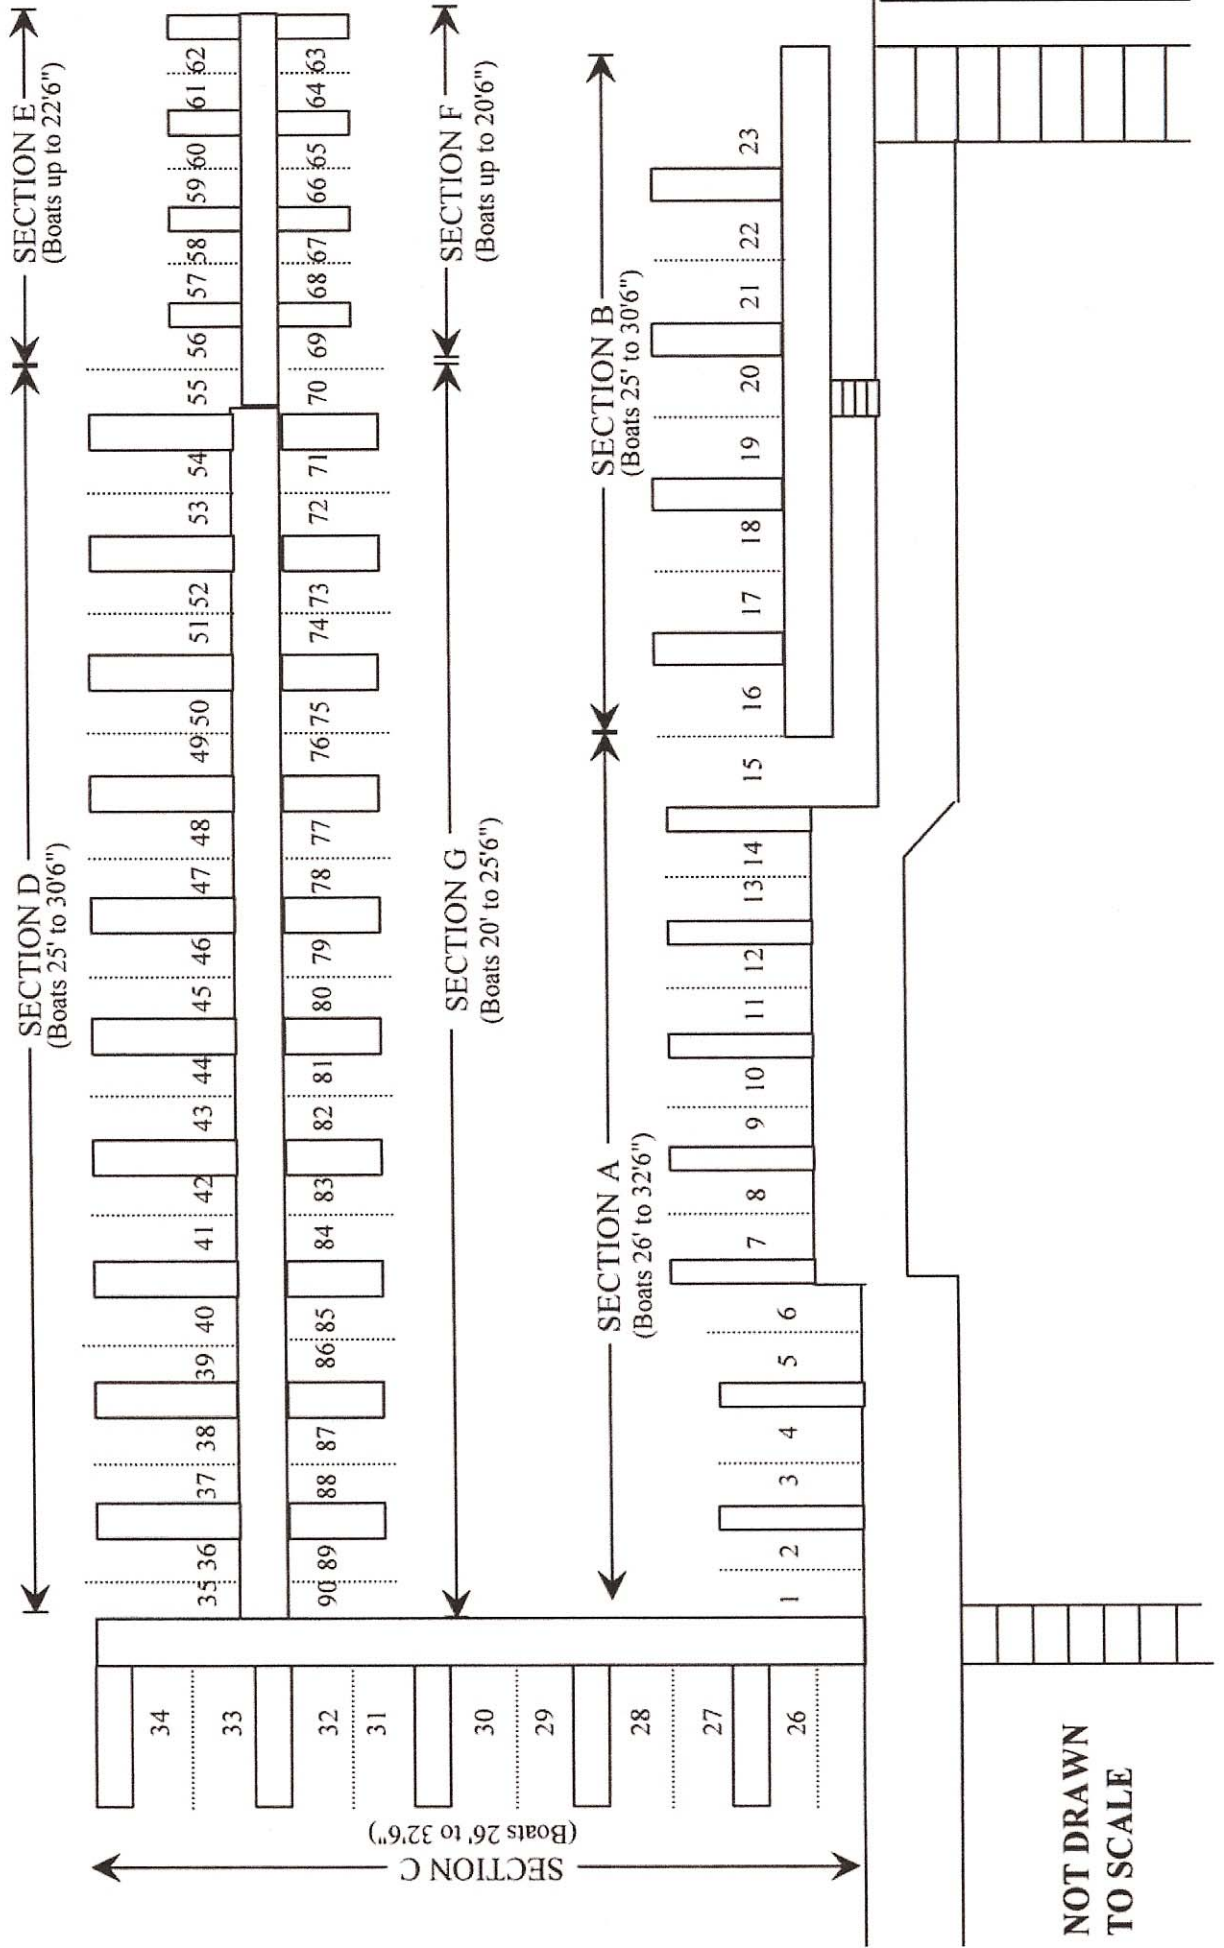 SECTION D
(Boats 25' to 30'6")
SECTION E
(Boats up to 22'6")
35 36 37 38 39 40 41 42 43 44 45 46 47 48 49 50 51 52 53 54 55 56 57 58 59 60 61 62
90 89 88 87 86 85 84 83 82 81 80 79 78 77 76 75 74 73 72 71 70 69 68 67 66 65 64 63
SECTION G
(Boats 20' to 25'6")
SECTION F
(Boats up to 20'6")
SECTION C
(Boats 26' to 32'6")
34
33
32
31
30
29
28
27
26
SECTION A
(Boats 26' to 32'6")
SECTION B
(Boats 25' to 30'6")
1 2 3 4 5 6 7 8 9 10 11 12 13 14 15 16 17 18 19 20 21 22 23
NOT DRAWN
TO SCALE